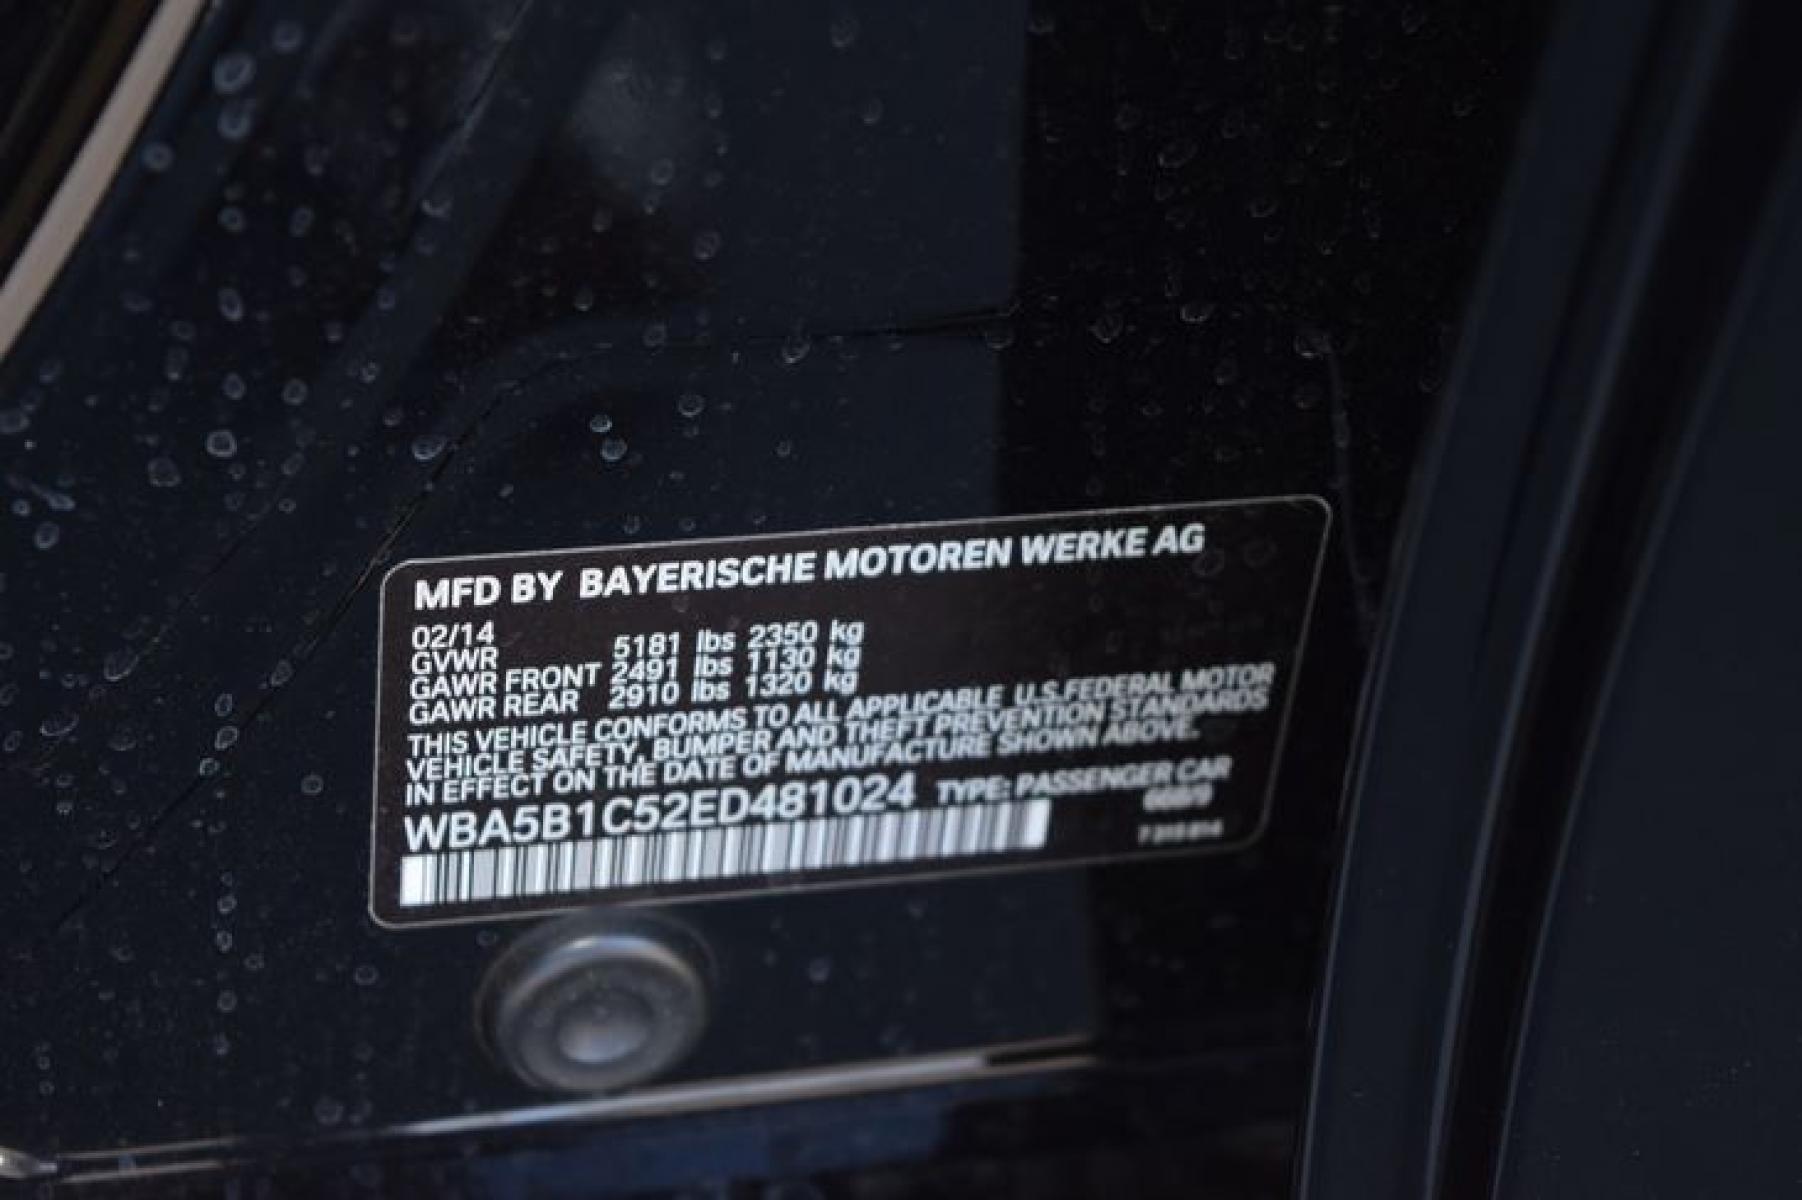 MFD BY BAYERISCHE MOTOREN WERKE AG
02/14
GVWR 5181 lbs 2350 kg
GAWR FRONT 2491 lbs 1130 kg
GAWR REAR 2910 lbs 1320 kg
THIS VEHICLE CONFORMS TO ALL APPLICABLE U.S.FEDERAL MOTOR
VEHICLE SAFETY, BUMPER AND THEFT PREVENTION STANDARDS
IN EFFECT ON THE DATE OF MANUFACTURE SHOWN ABOVE.
WBA5B1C52ED481024 TYPE: PASSENGER CAR